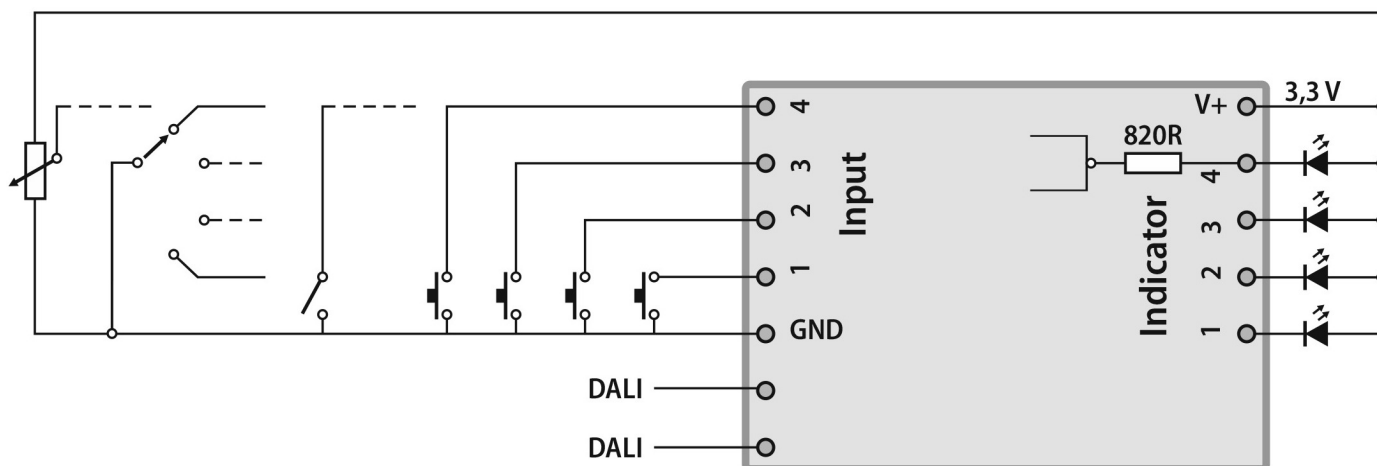 V+
3,3 V
4
820R
3
Input
2
1
GND
4
3
2
1
Indicator
DALI
DALI